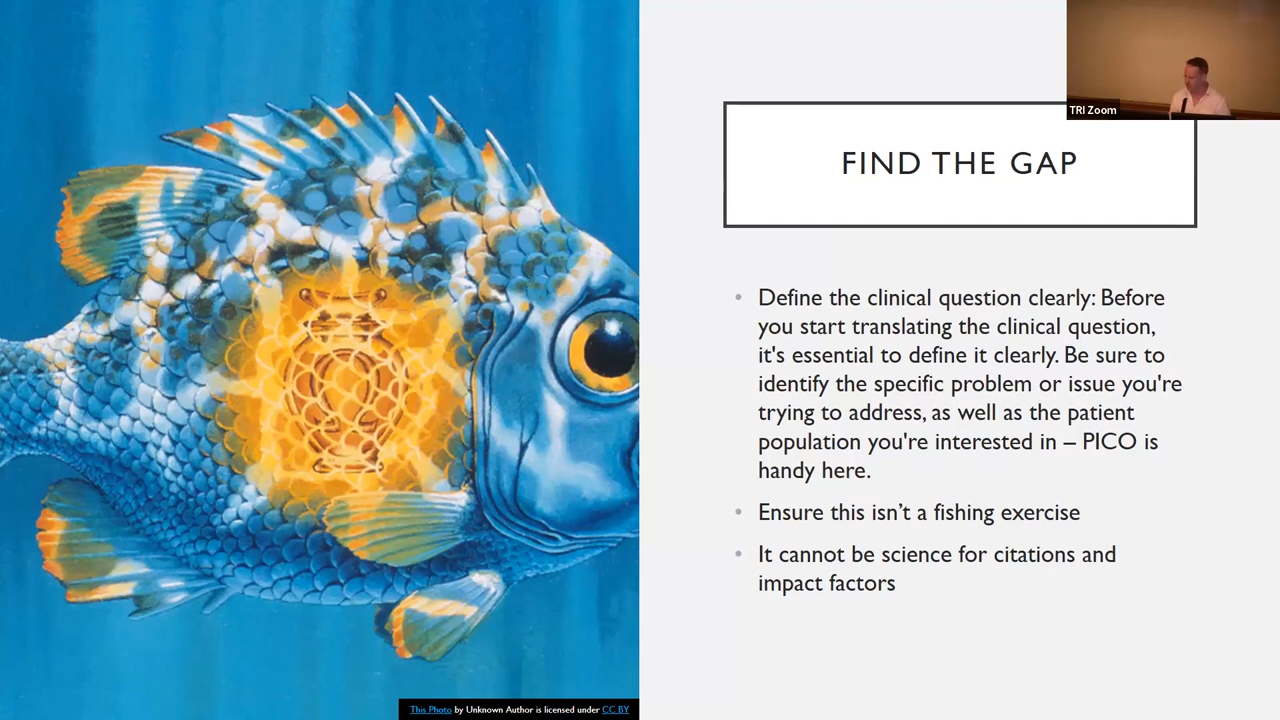 TRI Zoom
FIND THE GAP
• Define the clinical question clearly: Before
you start translating the clinical question,
it's essential to define it clearly. Be sure to
identify the specific problem or issue you're
trying to address, as well as the patient
population you're interested in – PICO is
handy here.
• Ensure this isn’t a fishing exercise
• It cannot be science for citations and
impact factors
This Photo by Unknown Author is licensed under CC BY